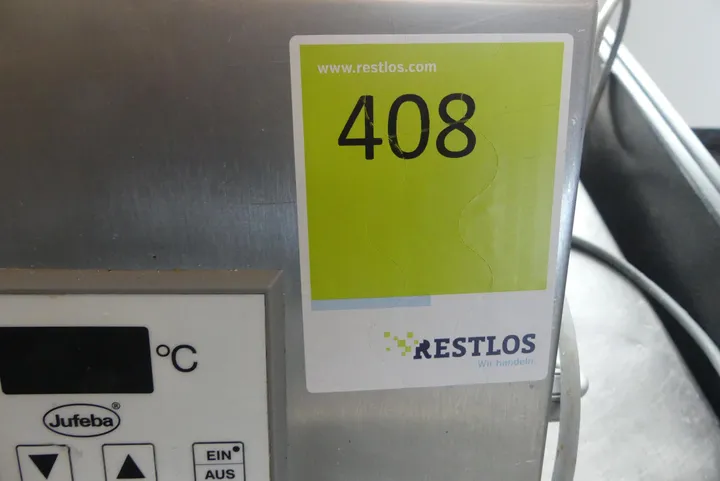 www.restlos.com
408
RESTLOS
Wir handeln.
°C
Jufeba®
EIN
AUS